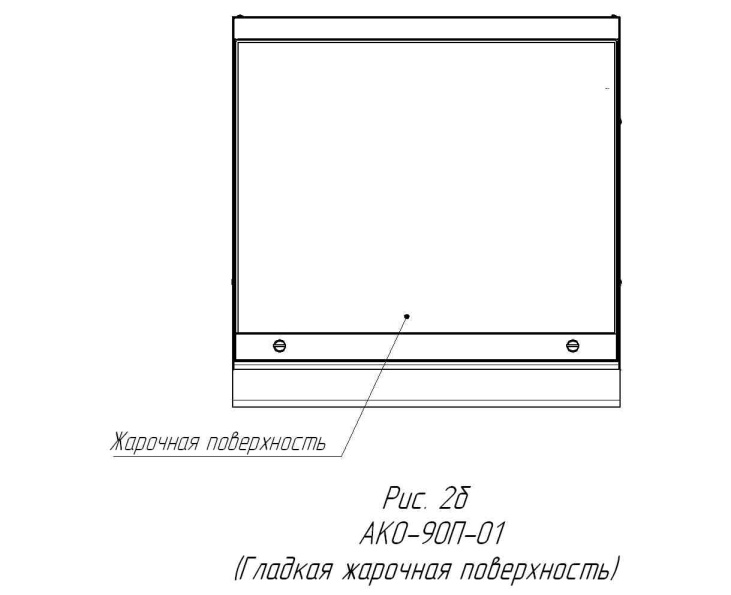 Жарочная поверхность
Рис. 2б
АКО-90П-01
(Гладкая жарочная поверхность)